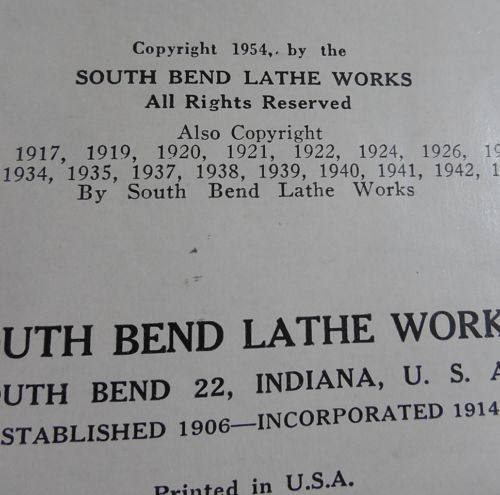 Copyright 1954, by the
SOUTH BEND LATHE WORKS
All Rights Reserved
Also Copyright
1917, 1919, 1920, 1921, 1922, 1924, 1926,
1934, 1935, 1937, 1938, 1939, 1940, 1941, 1942,
By South Bend Lathe Works
OUTH BEND LATHE WORK
OUTH BEND 22, INDIANA, U. S. A
STABLISHED 1906—INCORPORATED 1914
Printed in U.S.A.